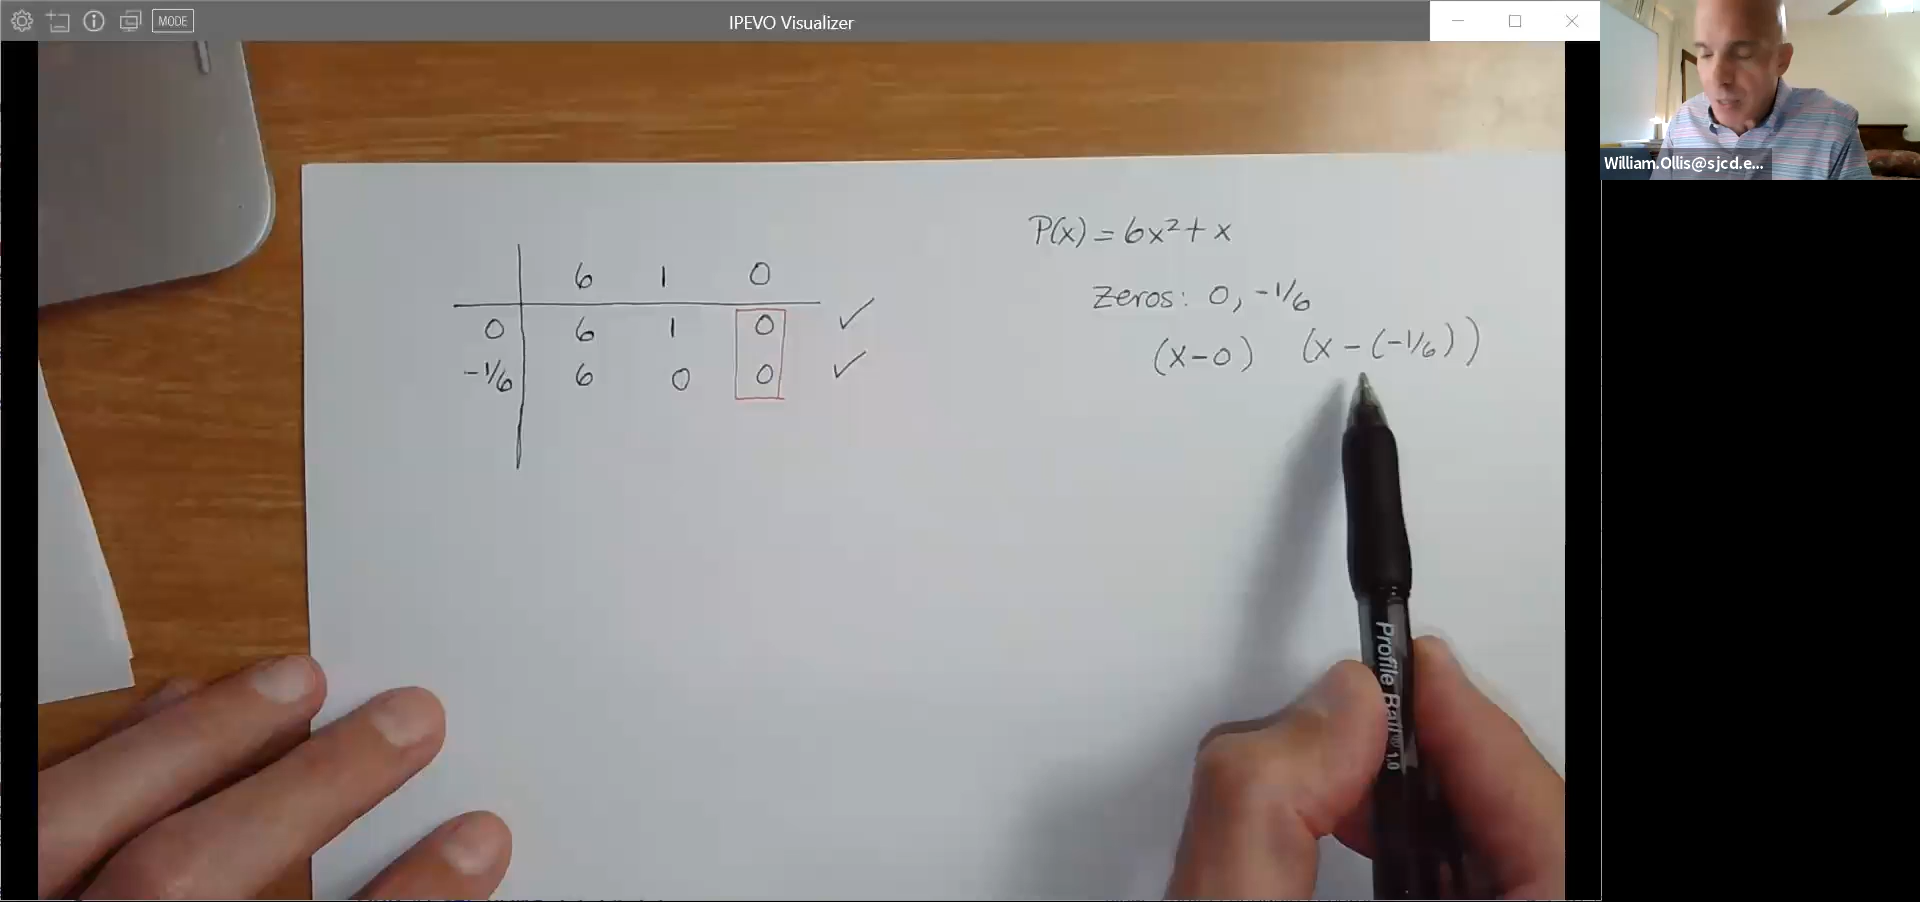 MODE
IPEVO Visualizer
William.Ollis@sjcd.e...
P(x) = 6x² + x
Zeros: 0, -1/6
(x-0) (x-(-1/6))
6 1 0
0 6 1 0 ✓
-1/6 6 0 0 ✓
Profile Ball 1.0